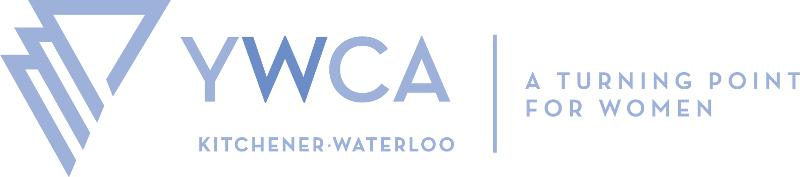 YWCA
KITCHENER·WATERLOO
A TURNING POINT
FOR WOMEN